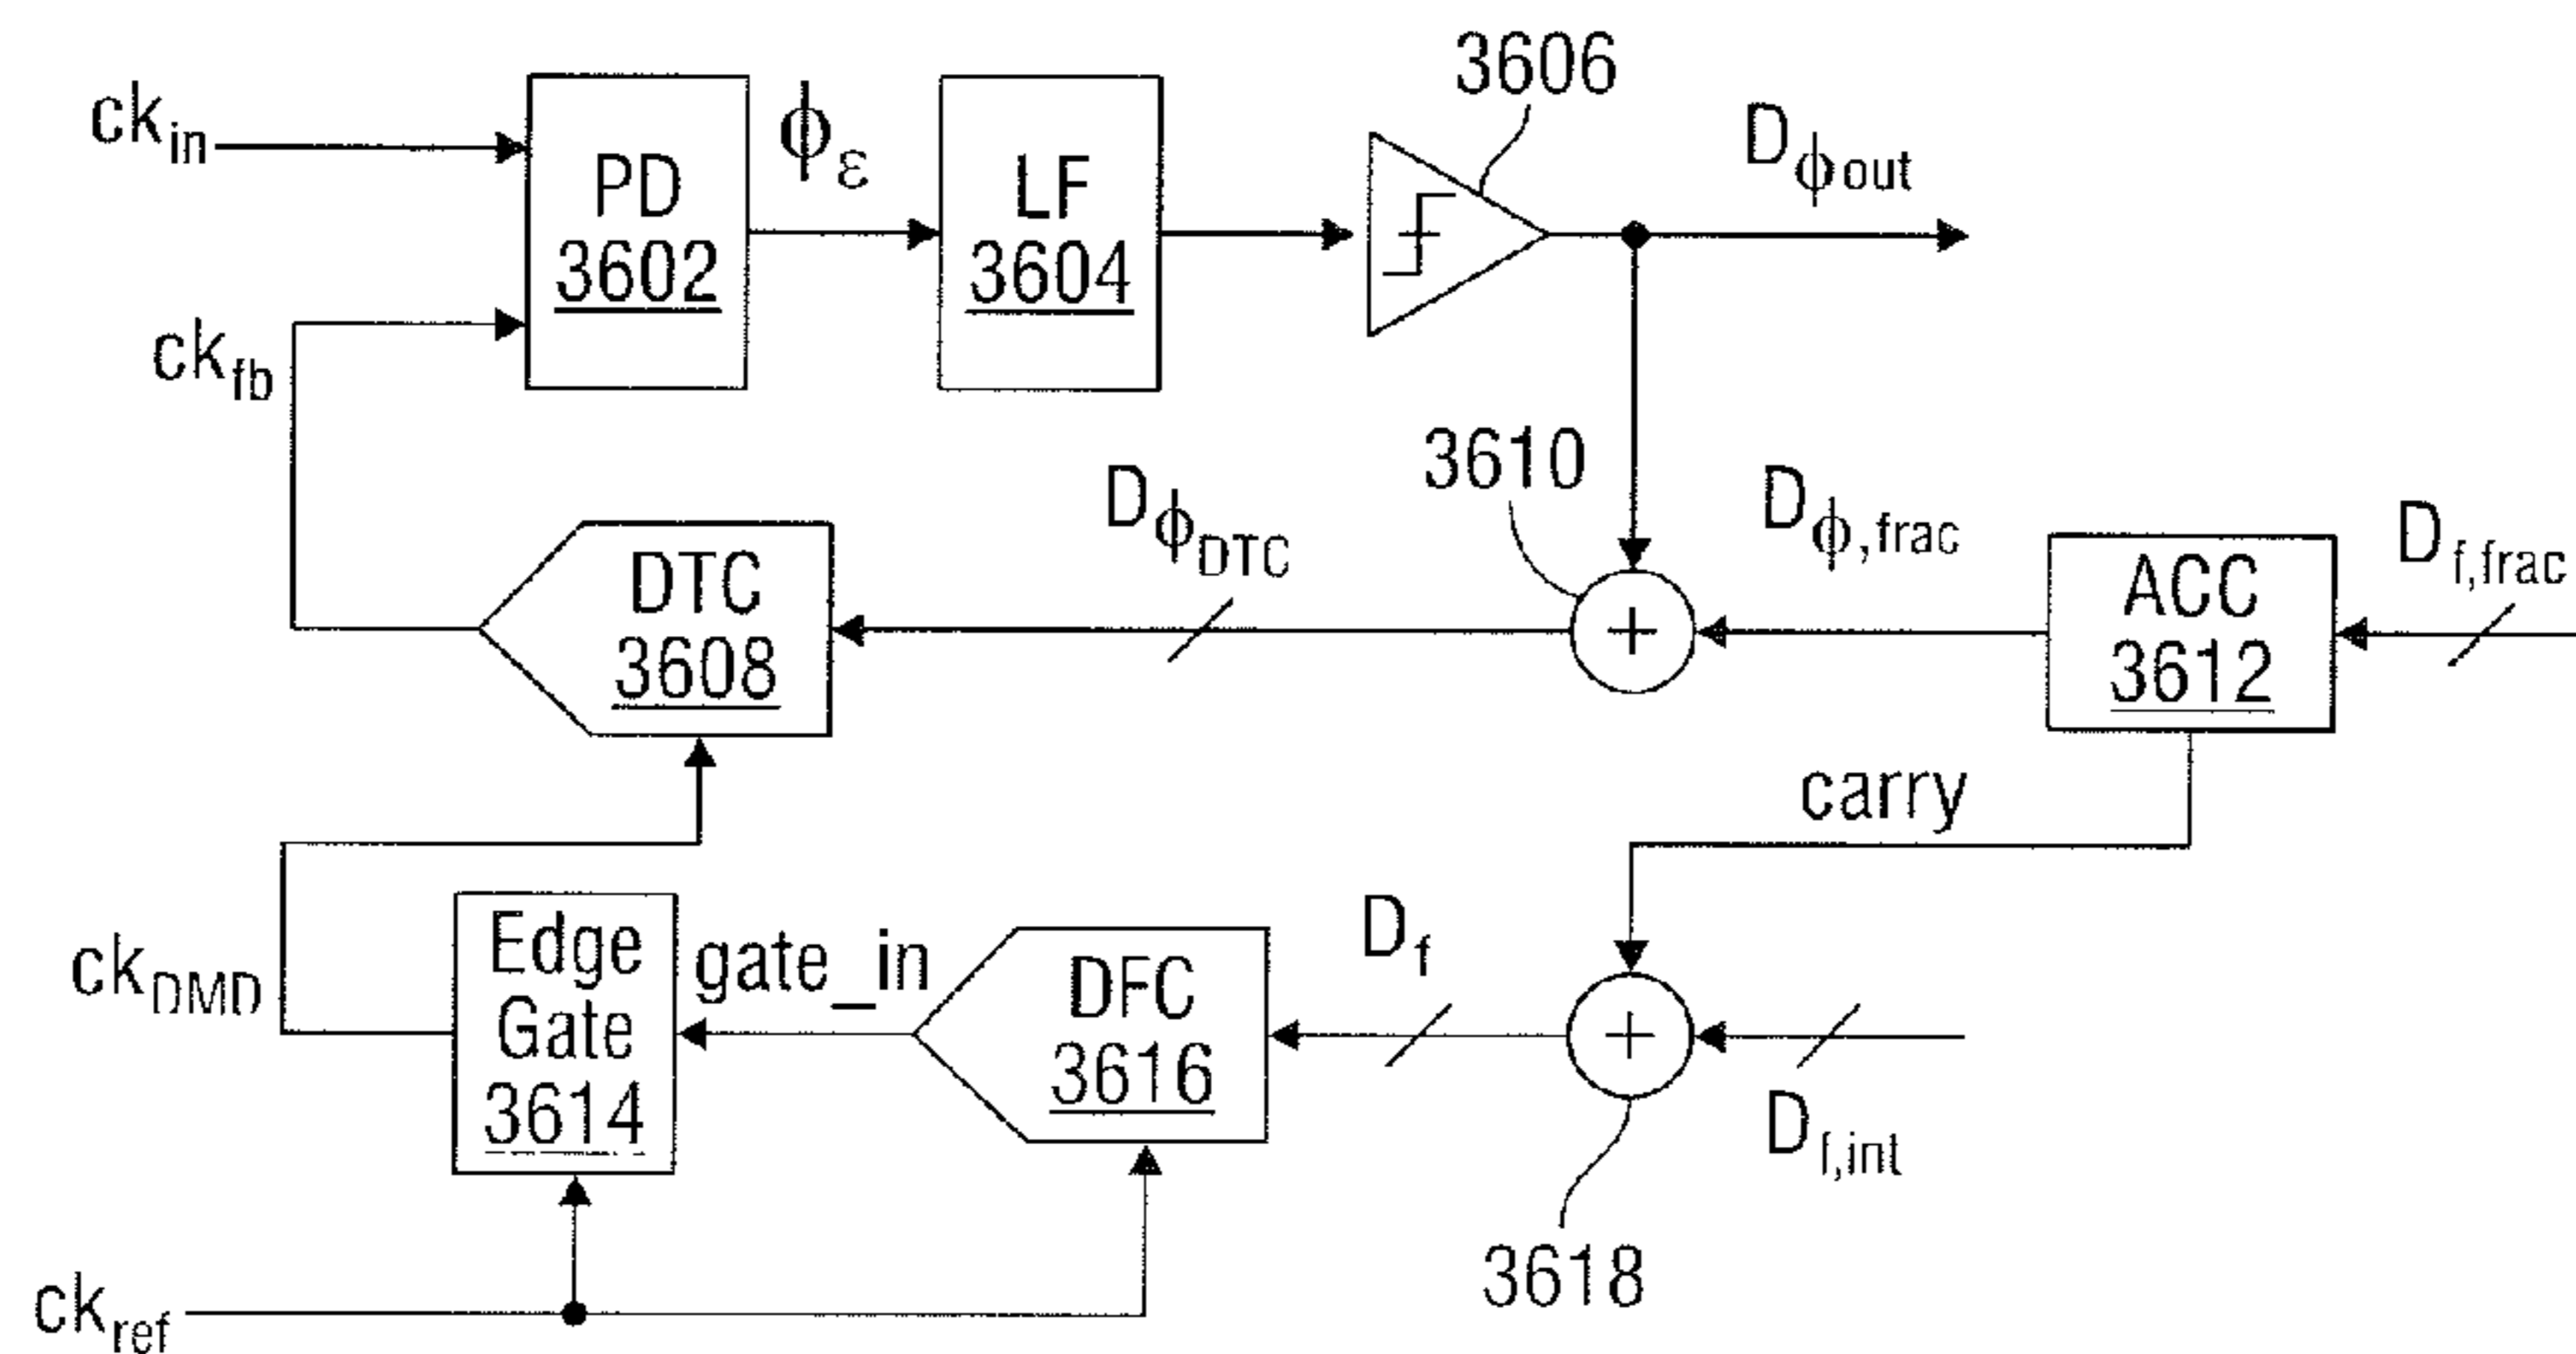 3606
ck_in
PD
3602
ϕ_ε
LF
3604
D_ϕout
ck_fb
3610
D_ϕDTC
D_ϕ,frac
D_f,frac
DTC
3608
+
ACC
3612
carry
ck_DMD
Edge
Gate
3614
gate_in
DFC
3616
D_f
+
D_f,int
3618
ck_ref